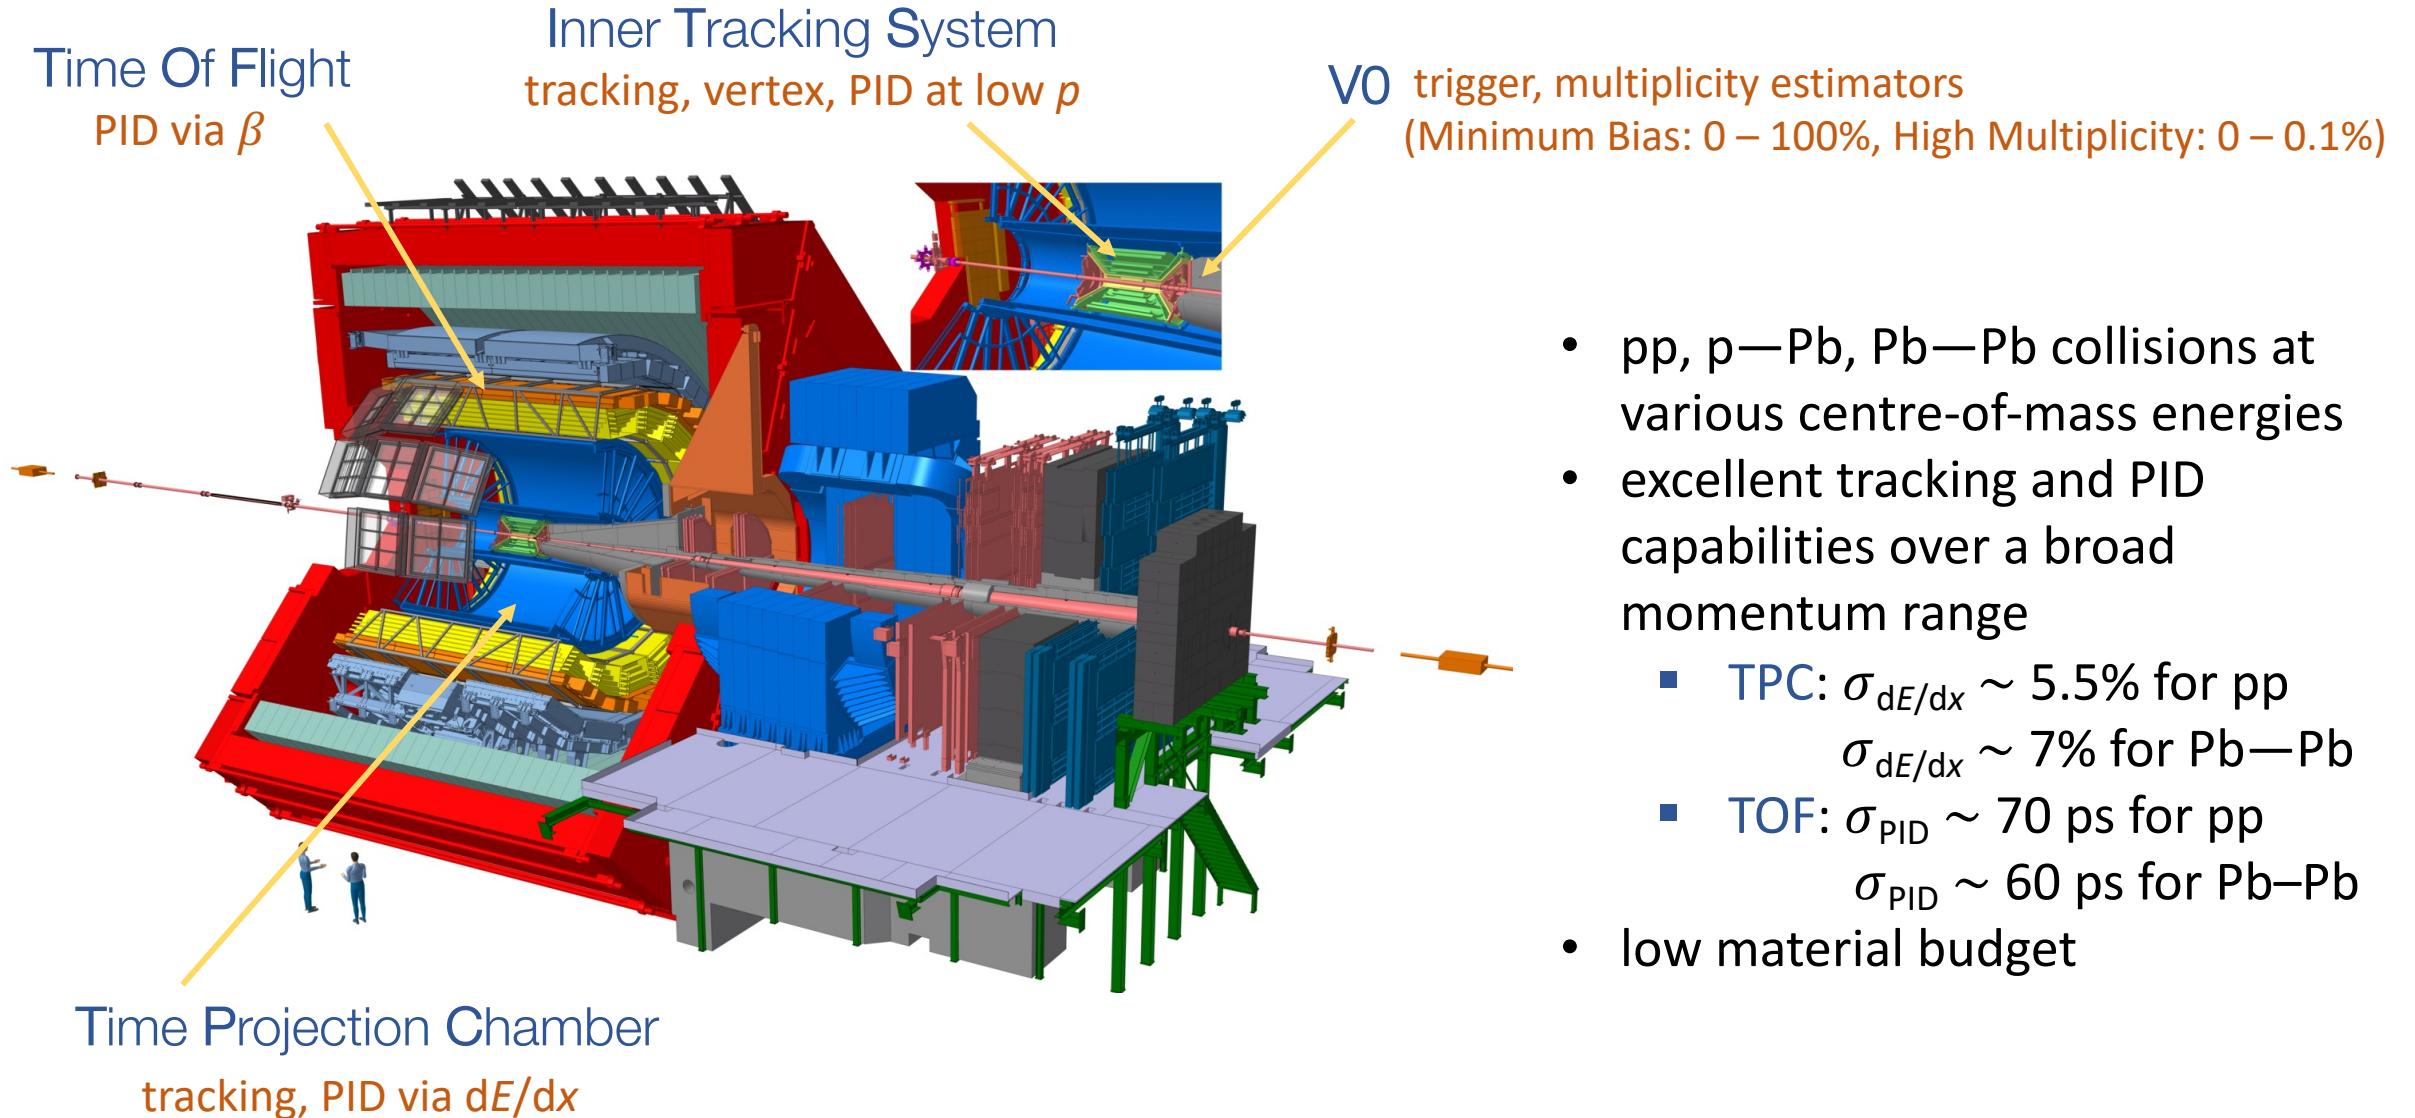 Inner Tracking System
tracking, vertex, PID at low p
Time Of Flight
PID via β
V0 trigger, multiplicity estimators
(Minimum Bias: 0 – 100%, High Multiplicity: 0 – 0.1%)
• pp, p—Pb, Pb—Pb collisions at
various centre-of-mass energies
• excellent tracking and PID
capabilities over a broad
momentum range
▪ TPC: σdE/dx ~ 5.5% for pp
σdE/dx ~ 7% for Pb—Pb
▪ TOF: σPID ~ 70 ps for pp
σPID ~ 60 ps for Pb–Pb
• low material budget
Time Projection Chamber
tracking, PID via dE/dx